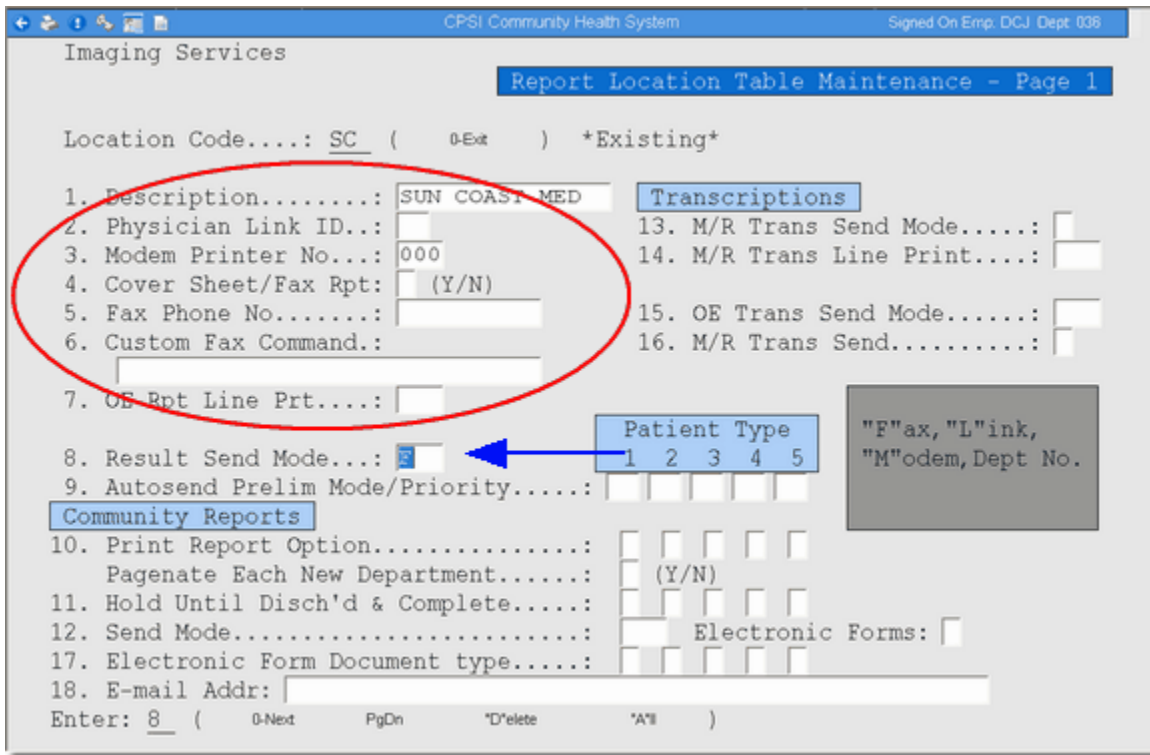 CPSI Community Health System Signed On Emp: DCJ Dept: 036
Imaging Services
Report Location Table Maintenance - Page 1
Location Code....: SC ( 0-Exit ) *Existing*
1. Description........: SUN COAST MED Transcriptions
2. Physician Link ID..: 13. M/R Trans Send Mode.....:
3. Modem Printer No...: 000 14. M/R Trans Line Print....:
4. Cover Sheet/Fax Rpt: (Y/N)
5. Fax Phone No.......: 15. OE Trans Send Mode......:
6. Custom Fax Command.: 16. M/R Trans Send..........:
7. OE Rpt Line Prt....:
Patient Type
1 2 3 4 5
"F"ax,"L"ink,
"M"odem,Dept No.
8. Result Send Mode...: F
9. Autosend Prelim Mode/Priority.....:
Community Reports
10. Print Report Option...............:
Pagenate Each New Department......: (Y/N)
11. Hold Until Disch'd & Complete.....:
12. Send Mode.........................: Electronic Forms:
17. Electronic Form Document type.....:
18. E-mail Addr:
Enter: 8 ( 0-Next PgDn "D"elete "A"ll )